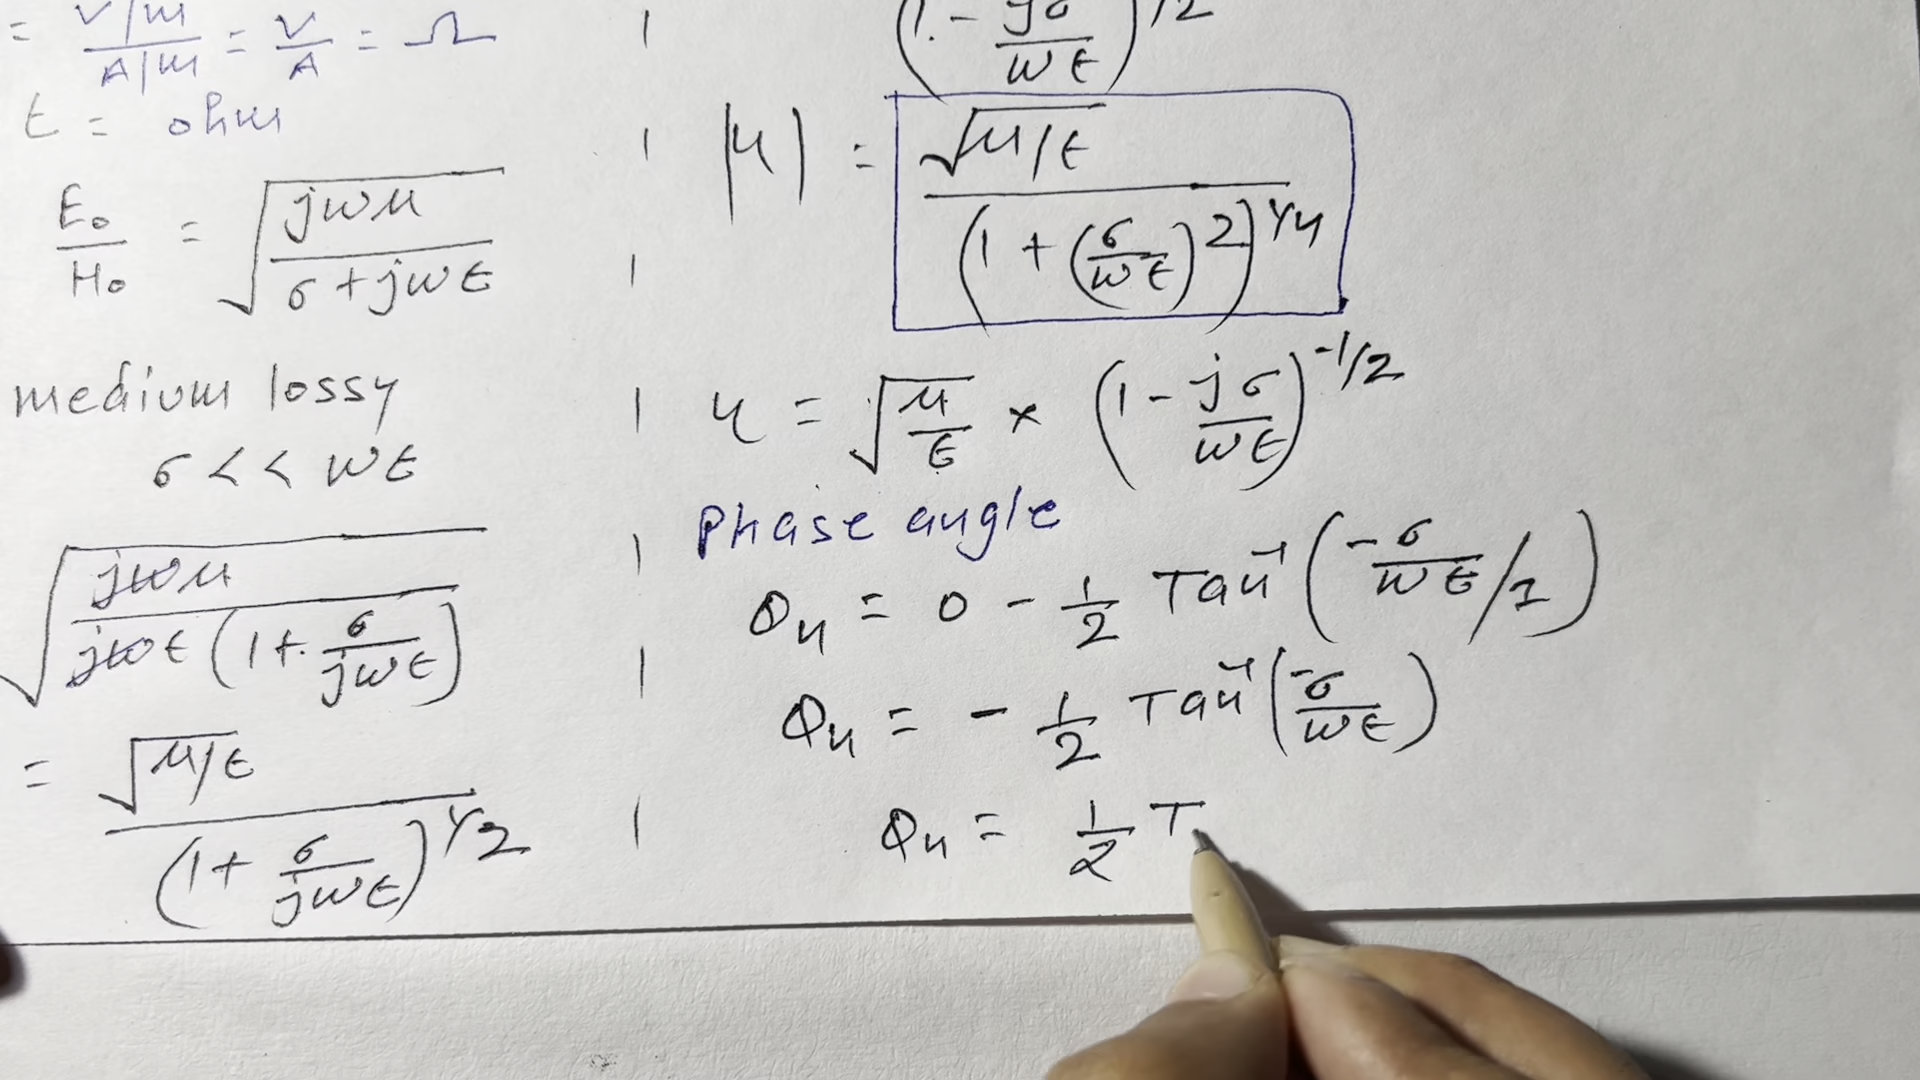 = V/m / A/m = V/A = Ω
ε = ohm
E₀/H₀ = √(jωμ / σ+jωε)
medium lossy
σ << ωε
√(jωμ / jωε(1+ σ/jωε))
= √μ/ε / (1+ σ/jωε)^1/2
(1 - jσ/ωε)^1/2
|η| = √μ/ε / (1 + (σ/ωε)2)^1/4
η = √(μ/ε) × (1 - jσ/ωε)^-1/2
Phase angle
θη = 0 - 1/2 Tan^-1 (-σ/ωε/1)
θη = - 1/2 Tan^-1 (-σ/ωε)
θη = 1/2 T